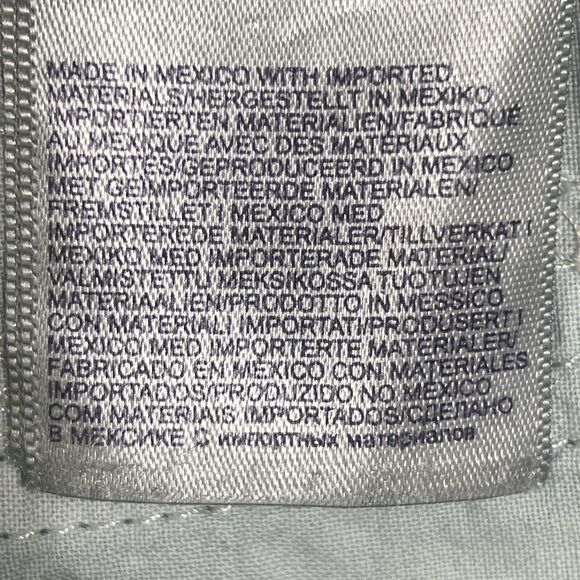 MADE IN MEXICO WITH IMPORTED
MATERIALS/HERGESTELLT IN MEXIKO
IMPORTIERTEN MATERIALIEN/FABRIQUÉ
AU MEXIQUE AVEC DES MATERIAUX
IMPORTES/GEPRODUCEERD IN MEXICO
MET GEIMPORTEERDE MATERIALEN/
FREMSTILLET I MEXICO MED
IMPORTEREDE MATERIALER/TILLVERKAT I
MEXIKO MED IMPORTERADE MATERIAL/
VALMISTETTU MEKSIKOSSA TUOTUJEN
MATERIAALIEN/PRODOTTO IN MESSICO
CON MATERIALI IMPORTATI/PRODUSERT I
MEXICO MED IMPORTERTE MATERIALER/
FABRICADO EN MEXICO CON MATERIALES
IMPORTADOS/PRODUZIDO NO MÉXICO
COM MATERIAIS IMPORTADOS/СДЕЛАНО
В МЕКСИКЕ С импортных материалов